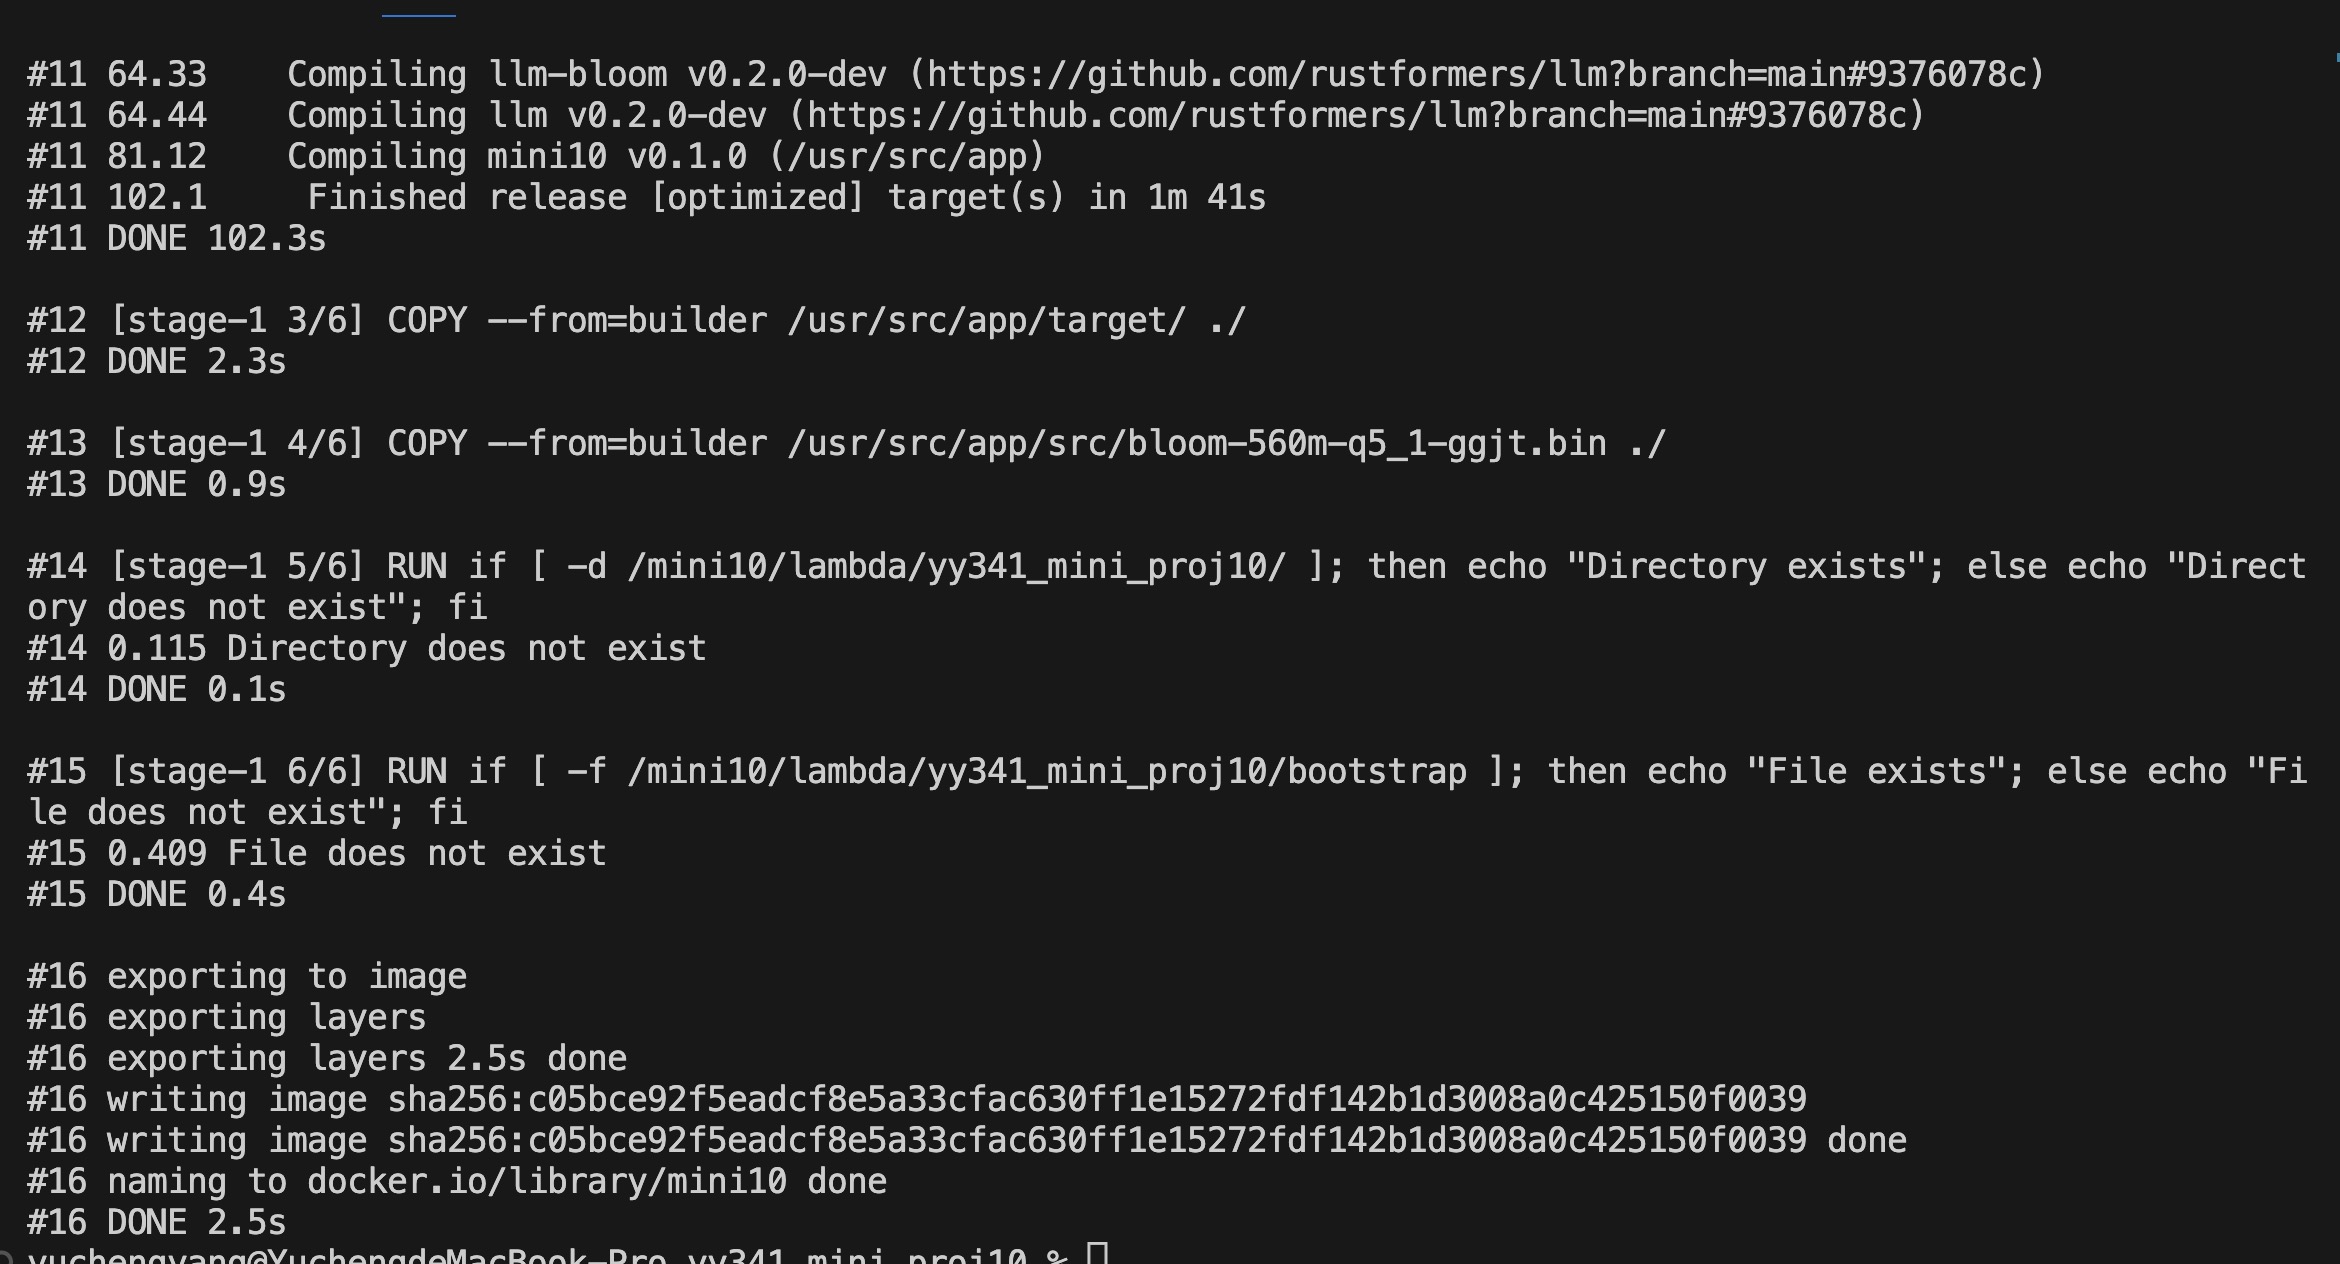 #11 64.33    Compiling llm-bloom v0.2.0-dev (https://github.com/rustformers/llm?branch=main#9376078c)
#11 64.44    Compiling llm v0.2.0-dev (https://github.com/rustformers/llm?branch=main#9376078c)
#11 81.12    Compiling mini10 v0.1.0 (/usr/src/app)
#11 102.1     Finished release [optimized] target(s) in 1m 41s
#11 DONE 102.3s

#12 [stage-1 3/6] COPY --from=builder /usr/src/app/target/ ./
#12 DONE 2.3s

#13 [stage-1 4/6] COPY --from=builder /usr/src/app/src/bloom-560m-q5_1-ggjt.bin ./
#13 DONE 0.9s

#14 [stage-1 5/6] RUN if [ -d /mini10/lambda/yy341_mini_proj10/ ]; then echo "Directory exists"; else echo "Direct
ory does not exist"; fi
#14 0.115 Directory does not exist
#14 DONE 0.1s

#15 [stage-1 6/6] RUN if [ -f /mini10/lambda/yy341_mini_proj10/bootstrap ]; then echo "File exists"; else echo "Fi
le does not exist"; fi
#15 0.409 File does not exist
#15 DONE 0.4s

#16 exporting to image
#16 exporting layers
#16 exporting layers 2.5s done
#16 writing image sha256:c05bce92f5eadcf8e5a33cfac630ff1e15272fdf142b1d3008a0c425150f0039
#16 writing image sha256:c05bce92f5eadcf8e5a33cfac630ff1e15272fdf142b1d3008a0c425150f0039 done
#16 naming to docker.io/library/mini10 done
#16 DONE 2.5s
yuchengyang@YuchengdeMacBook-Pro yy341_mini_proj10 %